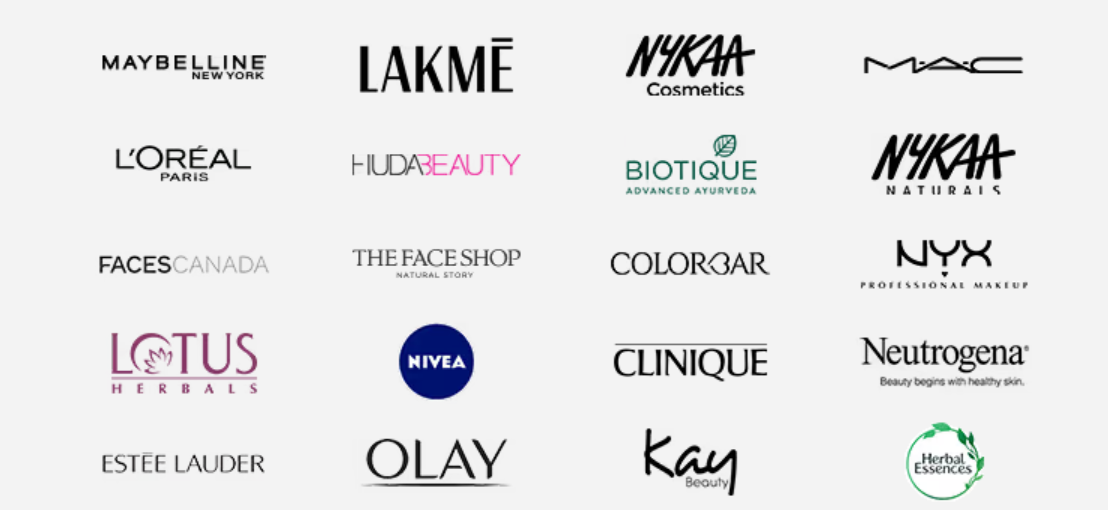 MAYBELLINE
NEW YORK
LAKMĒ
NYKAA
Cosmetics
M·A·C
L'ORÉAL
PARIS
HUDABEAUTY
BIOTIQUE
ADVANCED AYURVEDA
NYKAA
NATURALS
FACESCANADA
THE FACE SHOP
NATURAL STORY
COLORBAR
NYX
PROFESSIONAL MAKEUP
LOTUS
HERBALS
NIVEA
CLINIQUE
Neutrogena®
Beauty begins with healthy skin.
ESTĒE LAUDER
OLAY
Kay
Beauty
Herbal
Essences